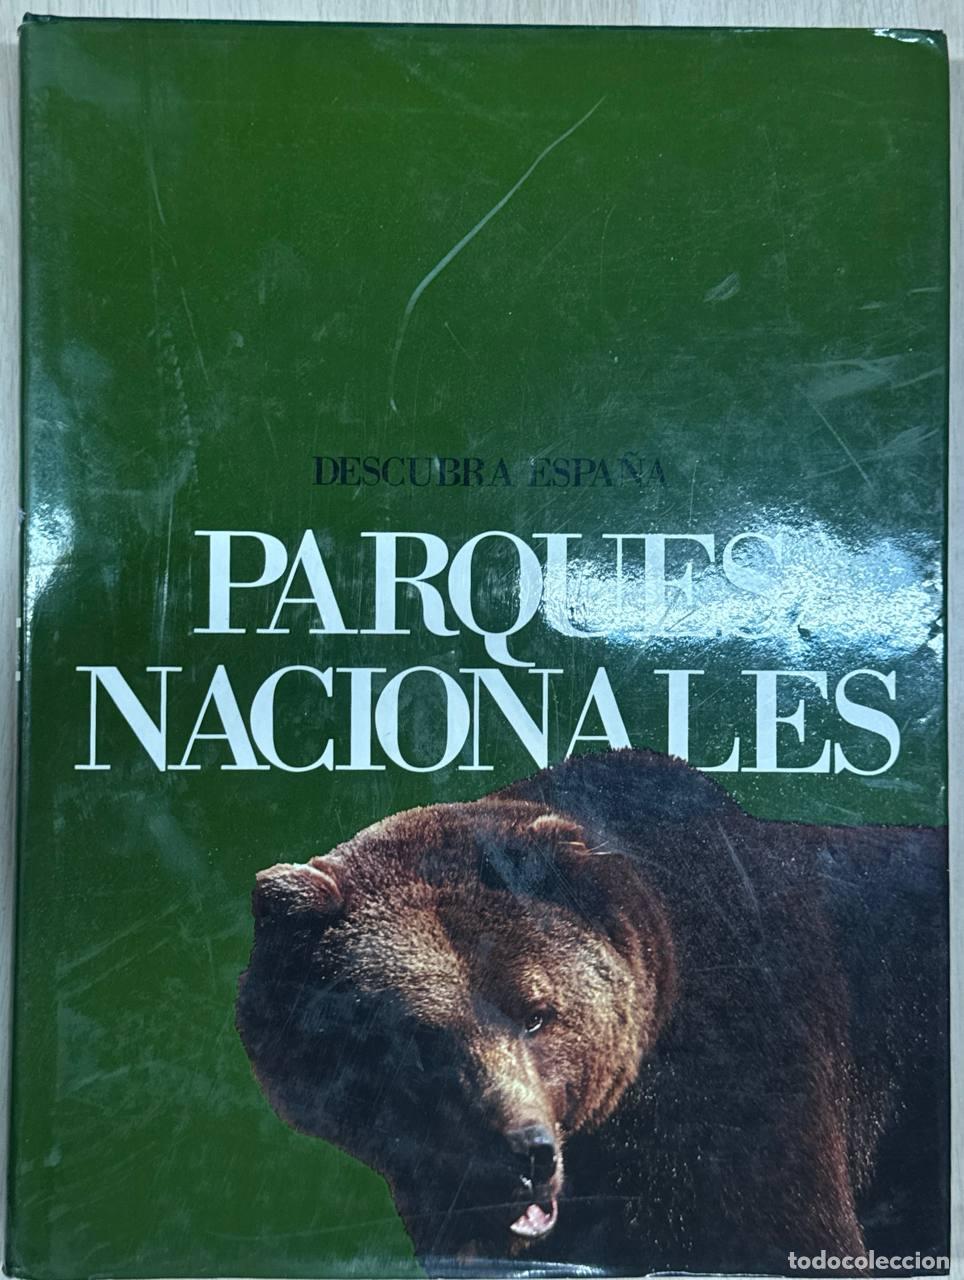 DESCUBRA ESPAÑA
PARQUES
NACIONALES
todocoleccion